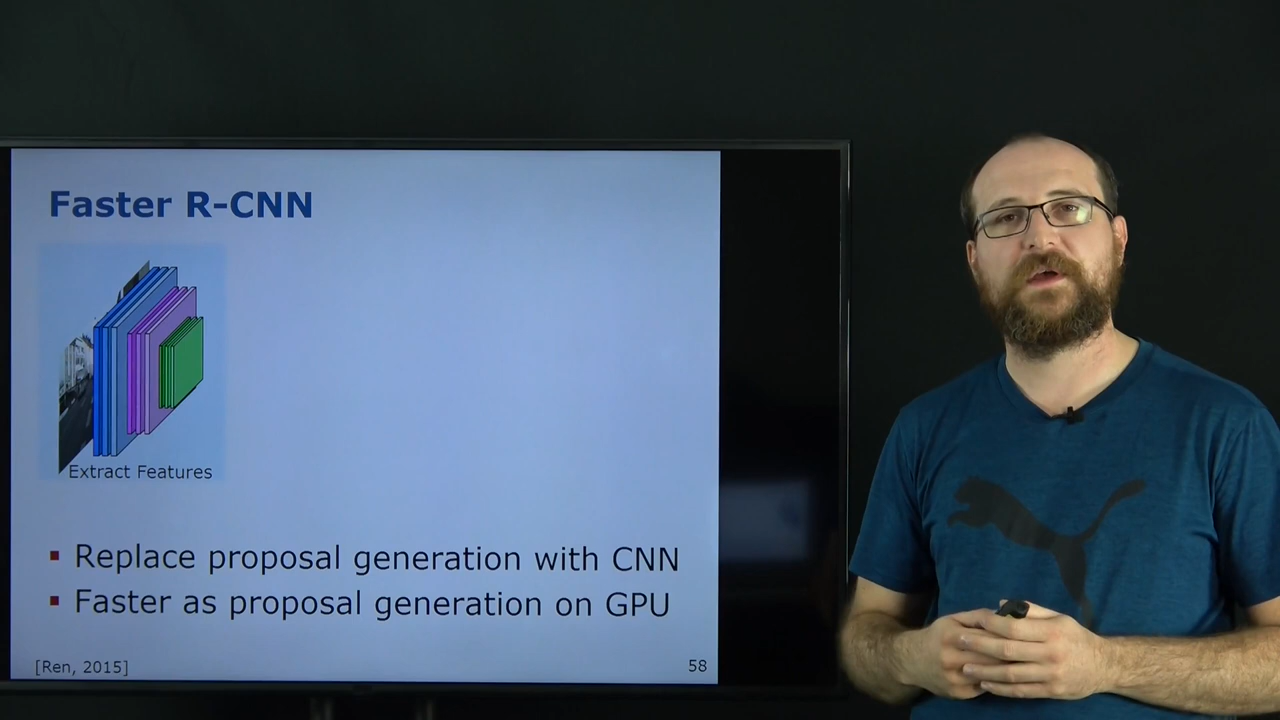 Faster R-CNN
Extract Features
▪ Replace proposal generation with CNN
▪ Faster as proposal generation on GPU
[Ren, 2015]
58